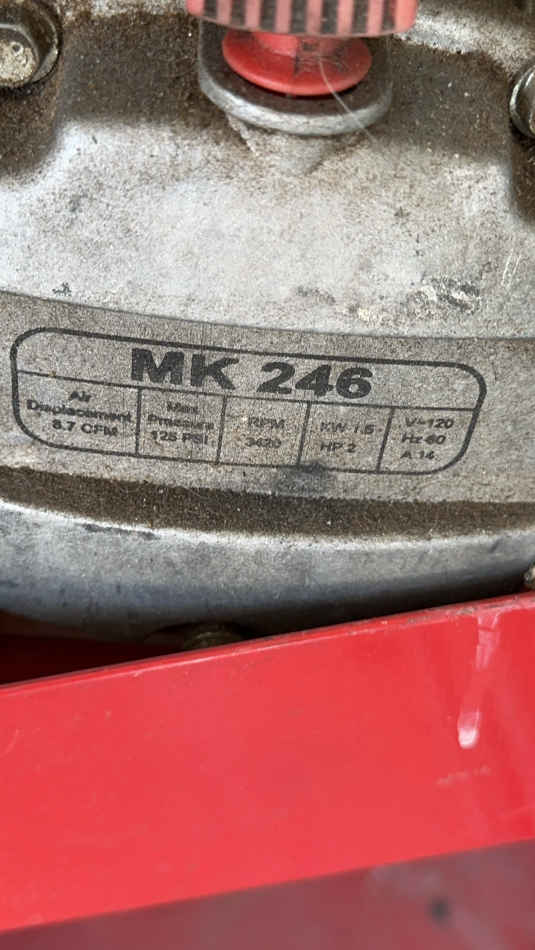 MK 246
Air
Displacement
8.7 CFM
Max
Pressure
125 PSI
RPM
3420
KW 1.5
HP 2
V~120
Hz 60
A 14